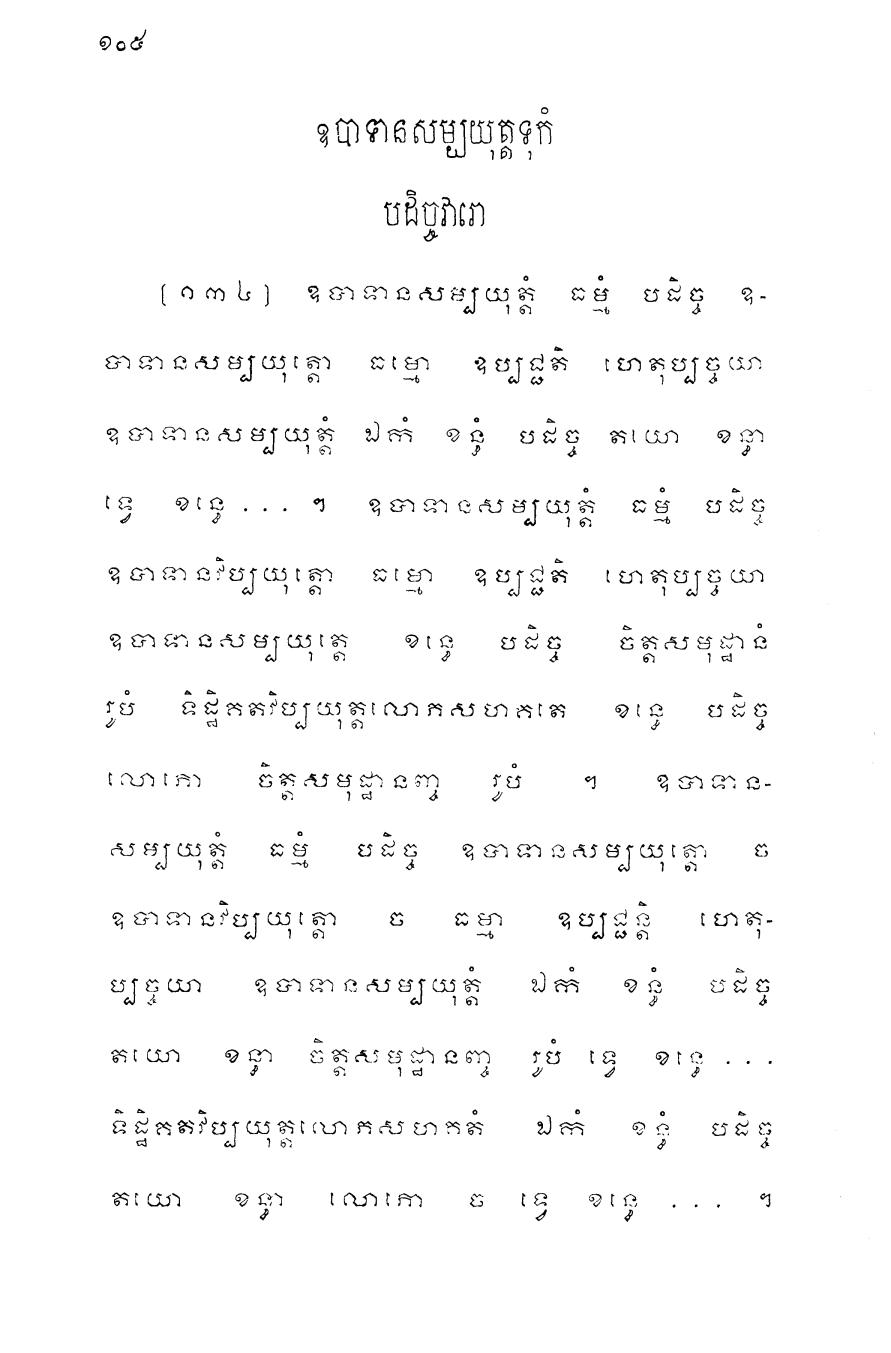 ១០៥
ឧបាទានសម្បយុត្តទុកំ
បដិច្ចវារោ
[១៣៤] ឧបាទានសម្បយុត្តំ ធម្មំ បដិច្ច ឧ-
បាទានសម្បយុត្តោ ធម្មោ ឧប្បជ្ជតិ ហេតុប្បច្ចយា
ឧបាទានសម្បយុត្តំ ឯកំ ខន្ធំ បដិច្ច តយោ ខន្ធា
ទ្វេ ខន្ធេ ... ។ ឧបាទានសម្បយុត្តំ ធម្មំ បដិច្ច
ឧបាទានវិប្បយុត្តោ ធម្មោ ឧប្បជ្ជតិ ហេតុប្បច្ចយា
ឧបាទានសម្បយុត្តេ ខន្ធេ បដិច្ច ចិត្តសមុដ្ឋានំ
រូបំ ទិដ្ឋិគតវិប្បយុត្តលោភសហគតេ ខន្ធេ បដិច្ច
លោភោ ចិត្តសមុដ្ឋានញ្ច រូបំ ។ ឧបាទាន-
សម្បយុត្តំ ធម្មំ បដិច្ច ឧបាទានសម្បយុត្តោ ច
ឧបាទានវិប្បយុត្តោ ច ធម្មា ឧប្បជ្ជន្តិ ហេតុ-
ប្បច្ចយា ឧបាទានសម្បយុត្តំ ឯកំ ខន្ធំ បដិច្ច
តយោ ខន្ធា ចិត្តសមុដ្ឋានញ្ច រូបំ ទ្វេ ខន្ធេ ...
ទិដ្ឋិគតវិប្បយុត្តលោភសហគតំ ឯកំ ខន្ធំ បដិច្ច
តយោ ខន្ធា លោភោ ច ទ្វេ ខន្ធេ ... ។